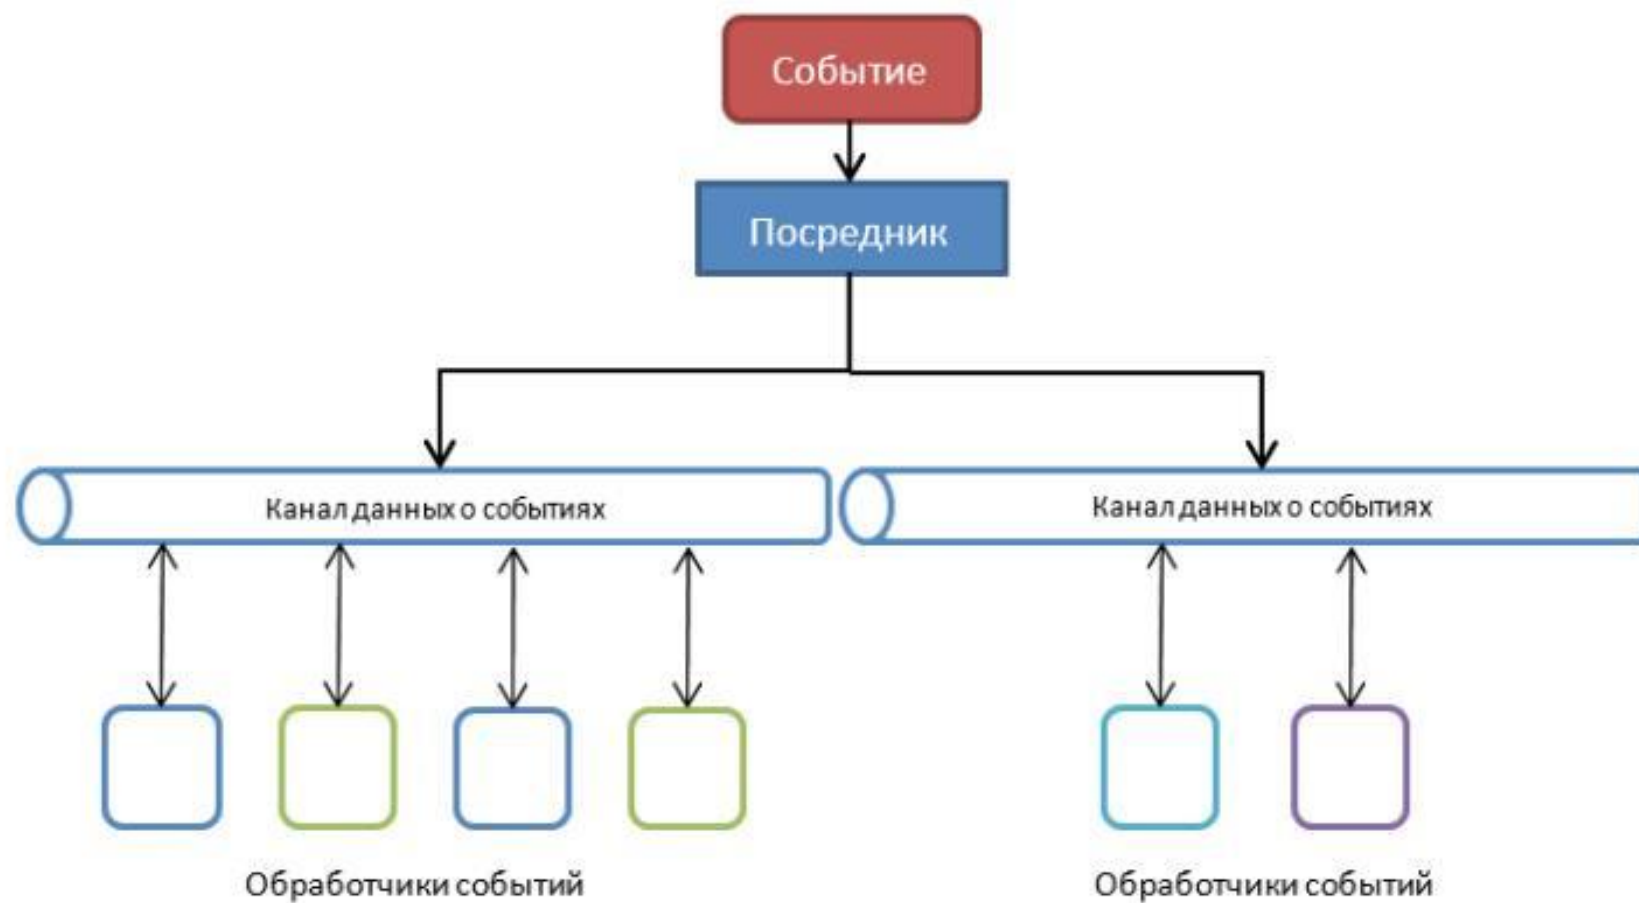 Событие
Посредник
Канал данных о событиях
Канал данных о событиях
Обработчики событий
Обработчики событий